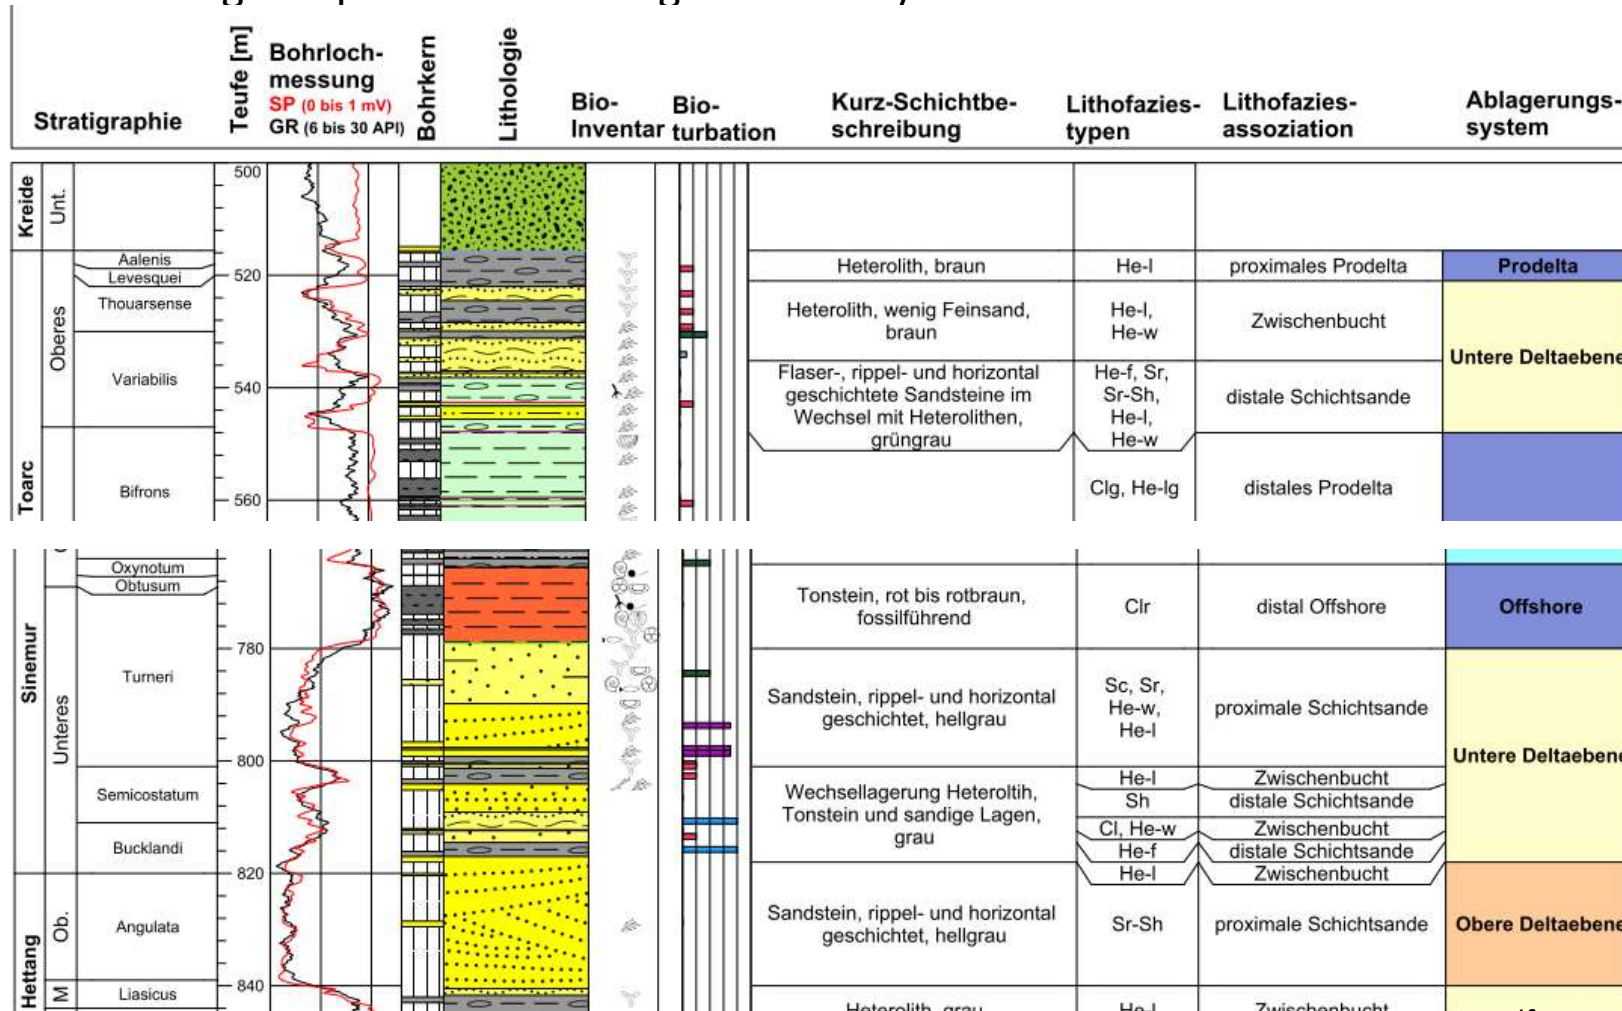 Stratigraphie
Teufe [m]
Bohrloch-
messung
SP (0 bis 1 mV)
GR (6 bis 30 API)
Bohrkern
Lithologie
Bio-
Inventar
Bio-
turbation
Kurz-Schichtbe-
schreibung
Lithofazies-
typen
Lithofazies-
assoziation
Ablagerungs-
system
Kreide
Unt.
500
Toarc
Oberes
Aalenis
Levesquei
Thouarsense
Variabilis
Bifrons
520
540
560
Heterolith, braun
He-l
proximales Prodelta
Prodelta
Heterolith, wenig Feinsand,
braun
He-l,
He-w
Zwischenbucht
Untere Deltaebene
Flaser-, rippel- und horizontal
geschichtete Sandsteine im
Wechsel mit Heterolithen,
grüngrau
He-f, Sr,
Sr-Sh,
He-l,
He-w
distale Schichtsande
Clg, He-lg
distales Prodelta
Sinemur
Unteres
Oxynotum
Obtusum
Turneri
Semicostatum
Bucklandi
780
800
820
Tonstein, rot bis rotbraun,
fossilführend
Clr
distal Offshore
Offshore
Sandstein, rippel- und horizontal
geschichtet, hellgrau
Sc, Sr,
He-w,
He-l
proximale Schichtsande
Untere Deltaebene
Wechsellagerung Heteroltih,
Tonstein und sandige Lagen,
grau
He-l
Zwischenbucht
Sh
distale Schichtsande
Cl, He-w
Zwischenbucht
He-f
distale Schichtsande
He-l
Zwischenbucht
Hettang
Ob.
Angulata
M
Liasicus
840
Sandstein, rippel- und horizontal
geschichtet, hellgrau
Sr-Sh
proximale Schichtsande
Obere Deltaebene
Heterolith, grau
He-l
Zwischenbucht